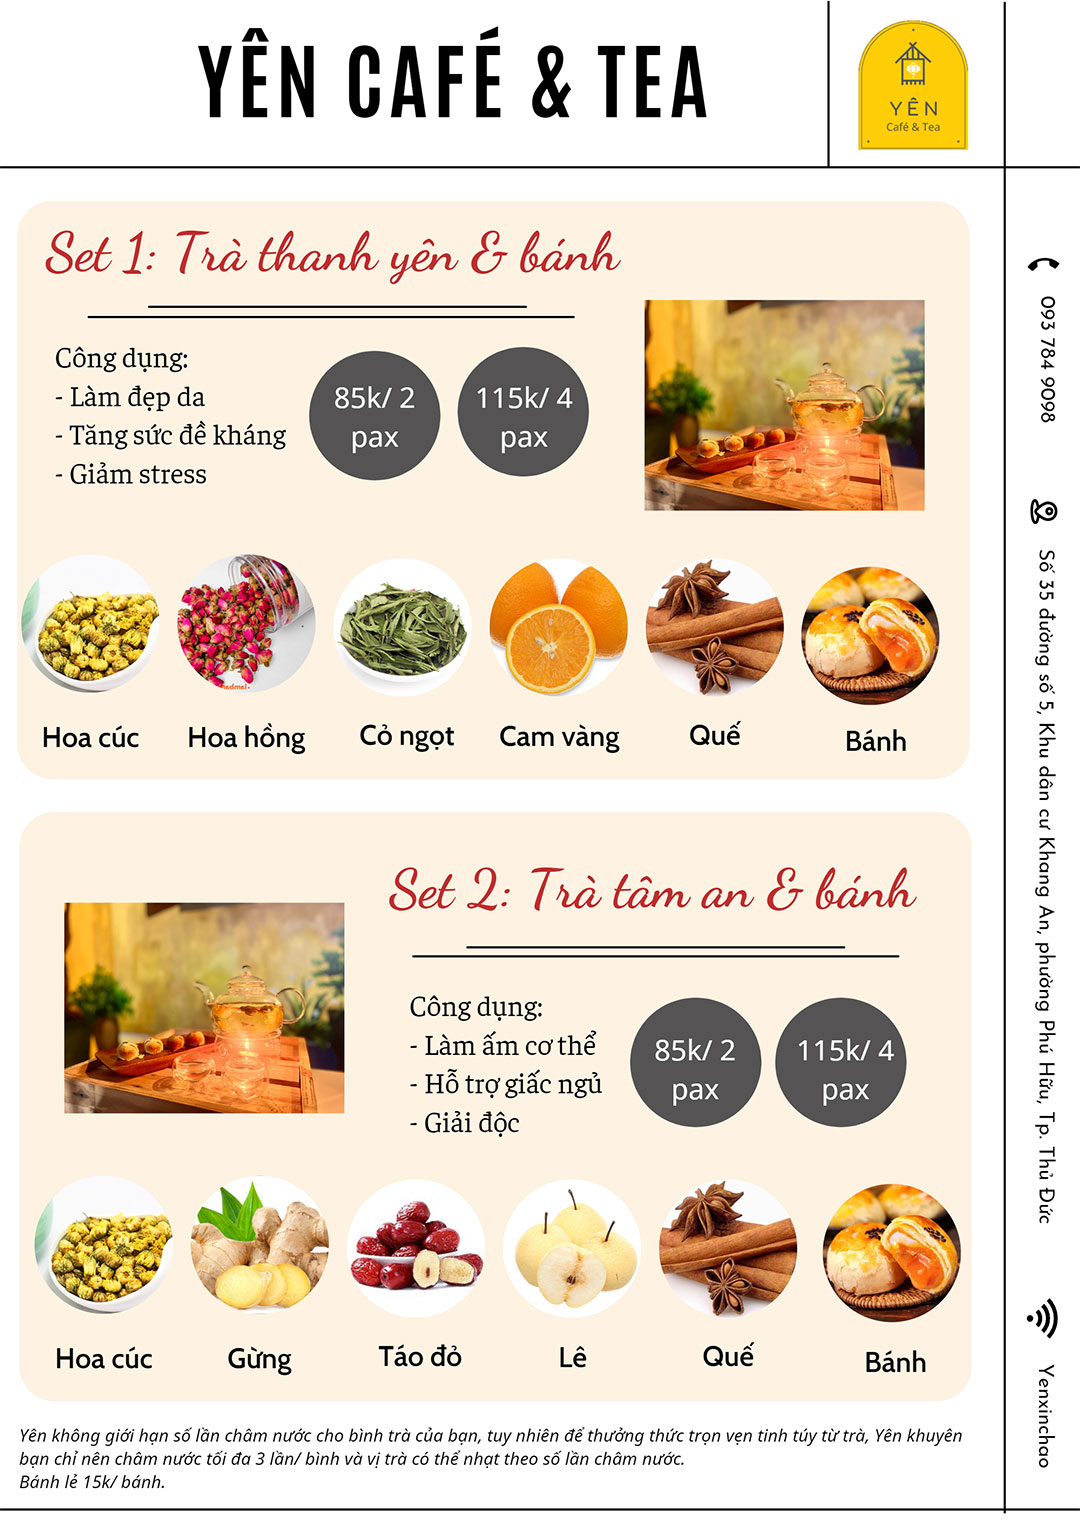 YÊN CAFÉ & TEA
YÊN
Café & Tea
Set 1: Trà thanh yên & bánh
Công dụng:
- Làm đẹp da
- Tăng sức đề kháng
- Giảm stress
85k/ 2
pax
115k/ 4
pax
Hoa cúc
Hoa hồng
Cỏ ngọt
Cam vàng
Quế
Bánh
Set 2: Trà tâm an & bánh
Công dụng:
- Làm ấm cơ thể
- Hỗ trợ giấc ngủ
- Giải độc
85k/ 2
pax
115k/ 4
pax
Hoa cúc
Gừng
Táo đỏ
Lê
Quế
Bánh
Yên không giới hạn số lần châm nước cho bình trà của bạn, tuy nhiên để thưởng thức trọn vẹn tinh túy từ trà, Yên khuyên
bạn chỉ nên châm nước tối đa 3 lần/ bình và vị trà có thể nhạt theo số lần châm nước.
Bánh lẻ 15k/ bánh.
093 784 9098
Số 35 đường số 5, Khu dân cư Khang An, phường Phú Hữu, Tp. Thủ Đức
Yenxinchao